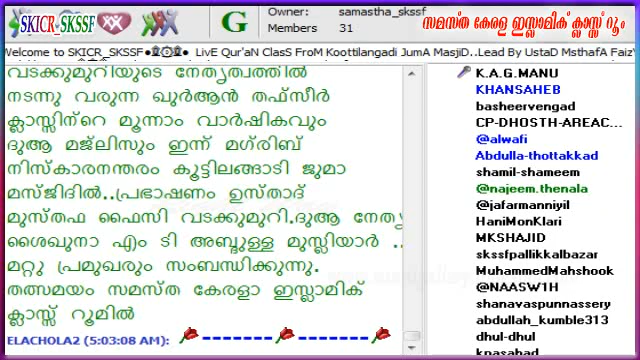 SKICR_SKSSF
Owner: samastha_skssf
Members 31
സമസ്ത കേരള ഇസ്ലാമിക് ക്ലാസ്സ് റൂം
Welcome to SKICR_SKSSF LivE Qur'aN ClasS FroM Koottilangadi JumA MasjiD..Lead By UstaD MsthafA FaiZ
വടക്കുമുറിയുടെ നേതൃത്വത്തില്‍
നടന്നു വരുന്ന ഖുര്‍ആന്‍ തഫ്സീര്‍
ക്ലാസ്സിന്റെ മൂന്നാം വാര്‍ഷികവും
ദുആ മജ്‌ലിസും ഇന്ന് മഗ്‌രിബ്
നിസ്കാരനന്തരം കൂട്ടിലങ്ങാടി ജുമാ
മസ്ജിദില്‍..പ്രഭാഷണം ഉസ്താദ്
മുസ്തഫ ഫൈസി വടക്കുമുറി.ദുആ നേതൃ
ശൈഖുനാ എം ടി അബ്ദുള്ള മുസ്ലിയാര്‍ ..
മറ്റു പ്രമുഖരും സംബന്ധിക്കുന്നു.
തത്സമയം സമസ്ത കേരളാ ഇസ്ലാമിക്
ക്ലാസ്സ് റൂമില്‍
ELACHOLA2 (5:03:08 AM):
K.A.G.MANU
KHANSAHEB
basheervengad
CP-DHOSTH-AREAC...
@alwafi
Abdulla-thottakkad
shamil-shameem
@najeem.thenala
@jafarmanniyil
HaniMonKlari
MKSHAJID
skssfpallikkalbazar
MuhammedMahshook
@NAASW1H
shanavaspunnassery
abdullah_kumble313
dhul-dhul
kpasahad